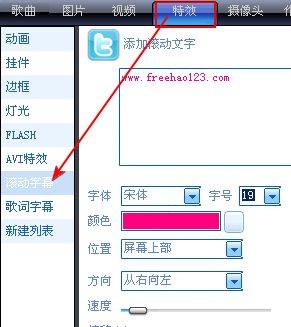 歌曲 图片 视频 特效 摄像头
动画
挂件
边框
灯光
FLASH
AVI特效
滚动字幕
歌词字幕
新建列表
添加滚动文字
www.freehao123.com
字体 宋体 字号 19
颜色
位置 屏幕上部
方向 从右向左
速度